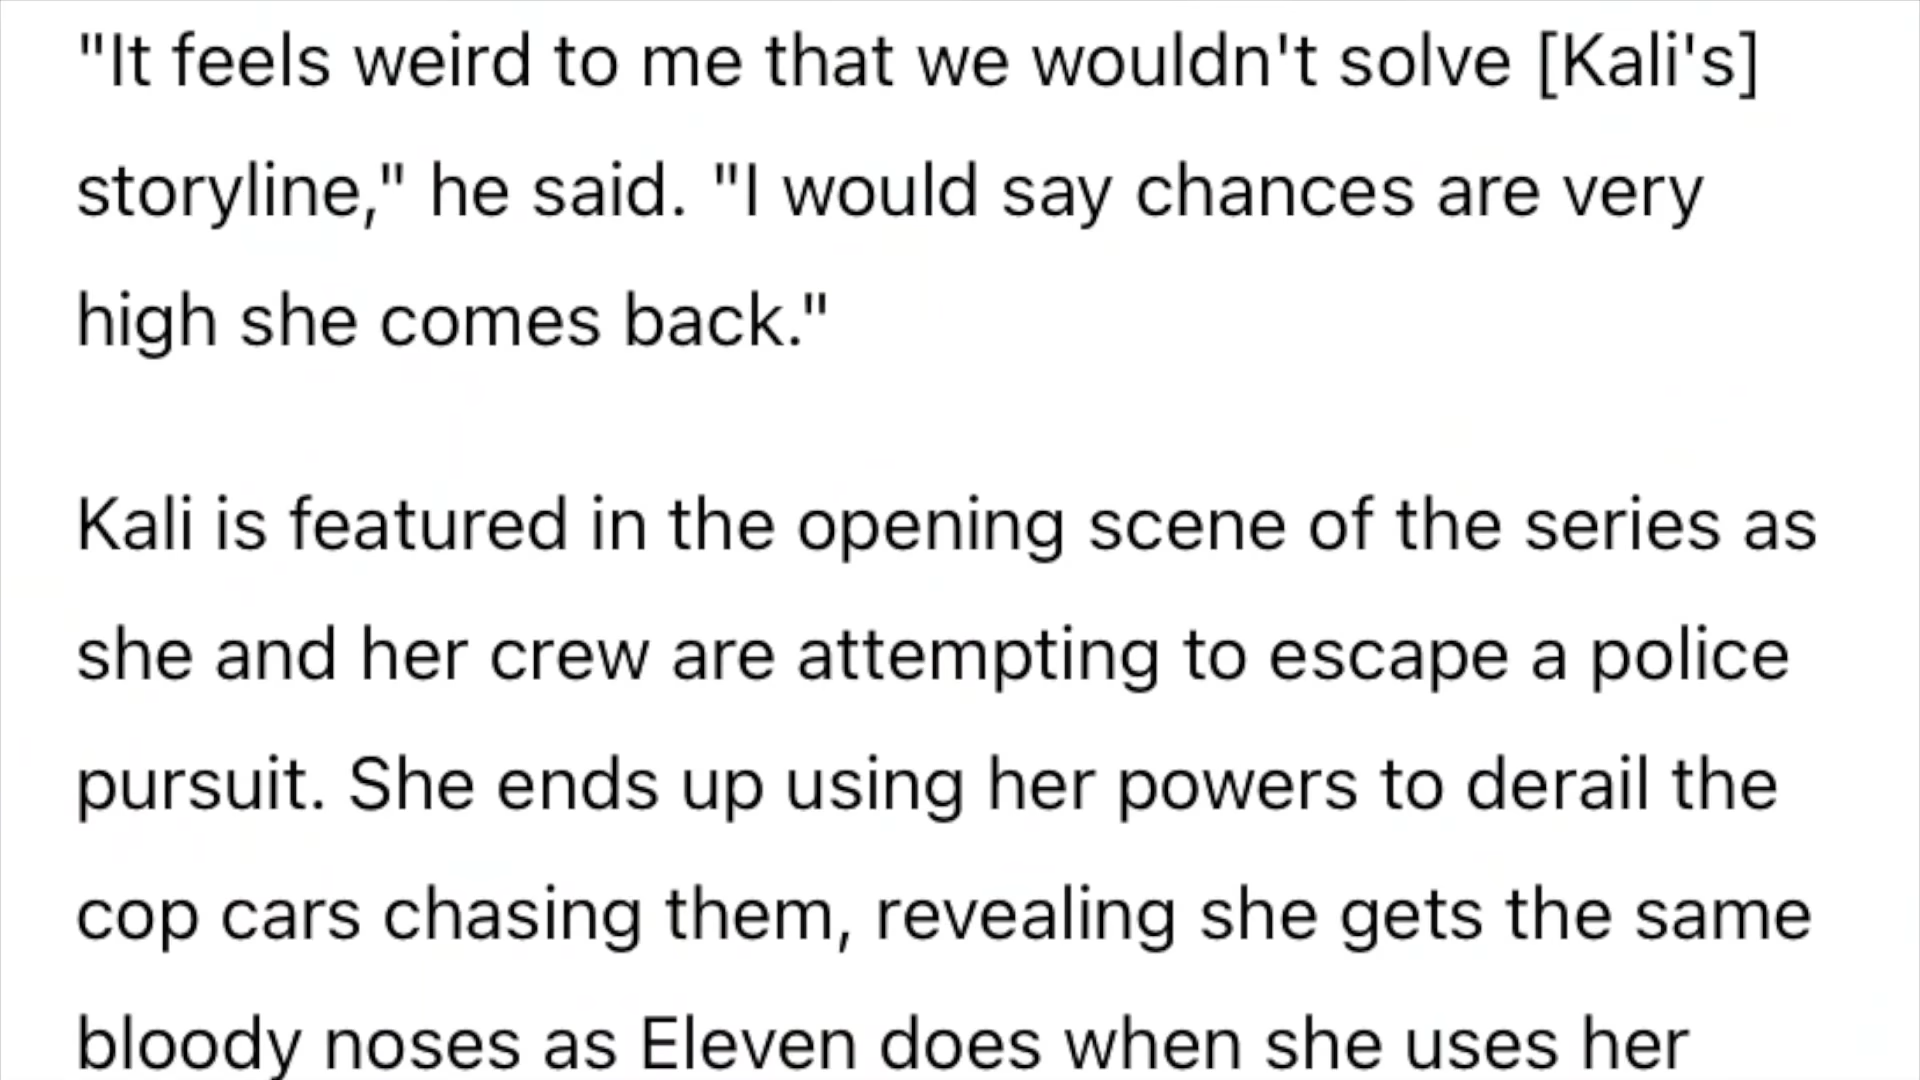 "It feels weird to me that we wouldn't solve [Kali's]
storyline," he said. "I would say chances are very
high she comes back."
Kali is featured in the opening scene of the series as
she and her crew are attempting to escape a police
pursuit. She ends up using her powers to derail the
cop cars chasing them, revealing she gets the same
bloody noses as Eleven does when she uses her